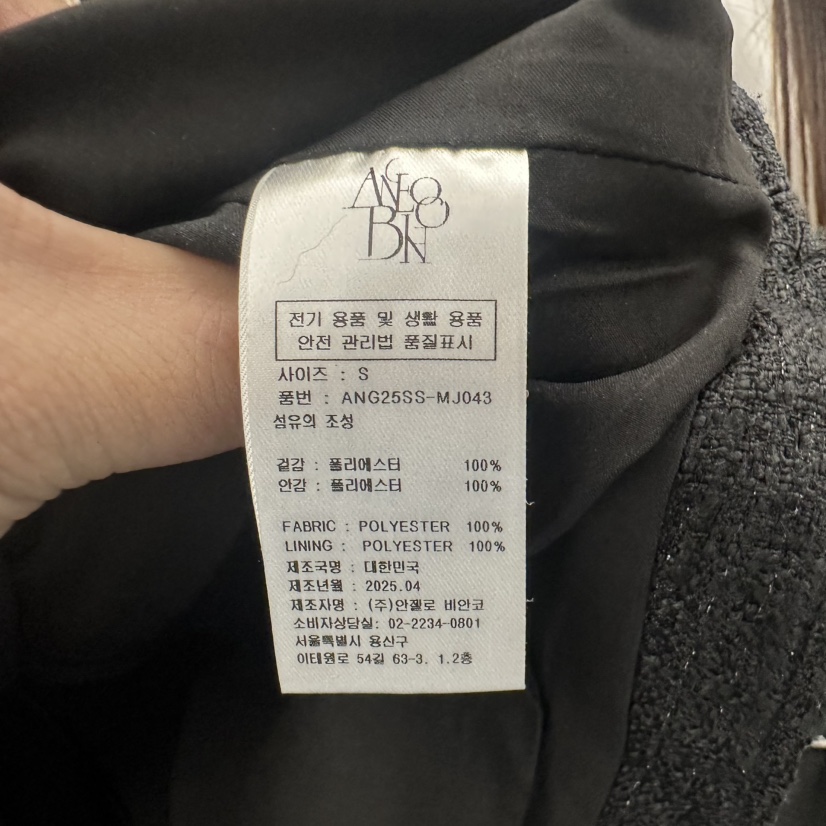 ANGELO
BIAN
전기 용품 및 생활 용품
안전 관리법 품질표시
사이즈 : S
품번 : ANG25SS-MJ043
섬유의 조성
겉감 : 폴리에스터 100%
안감 : 폴리에스터 100%
FABRIC : POLYESTER 100%
LINING : POLYESTER 100%
제조국명 : 대한민국
제조년월 : 2025.04
제조자명 : (주)안젤로 비안코
소비자상담실: 02-2234-0801
서울특별시 용산구
이태원로 54길 63-3. 1.2층